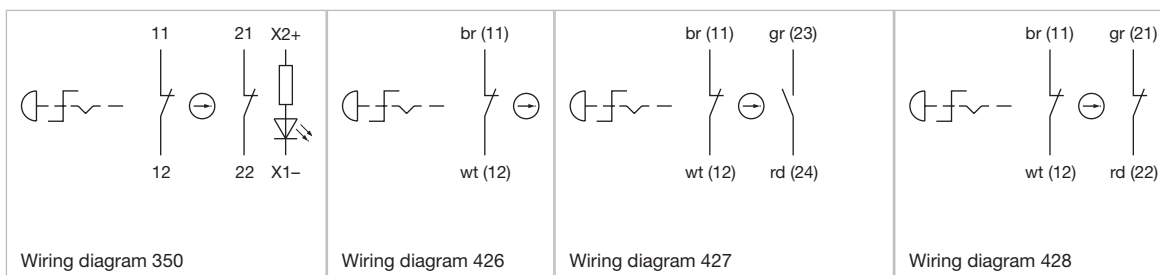 11 21 X2+
12 22 X1–
Wiring diagram 350
br (11)
wt (12)
Wiring diagram 426
br (11) gr (23)
wt (12) rd (24)
Wiring diagram 427
br (11) gr (21)
wt (12) rd (22)
Wiring diagram 428